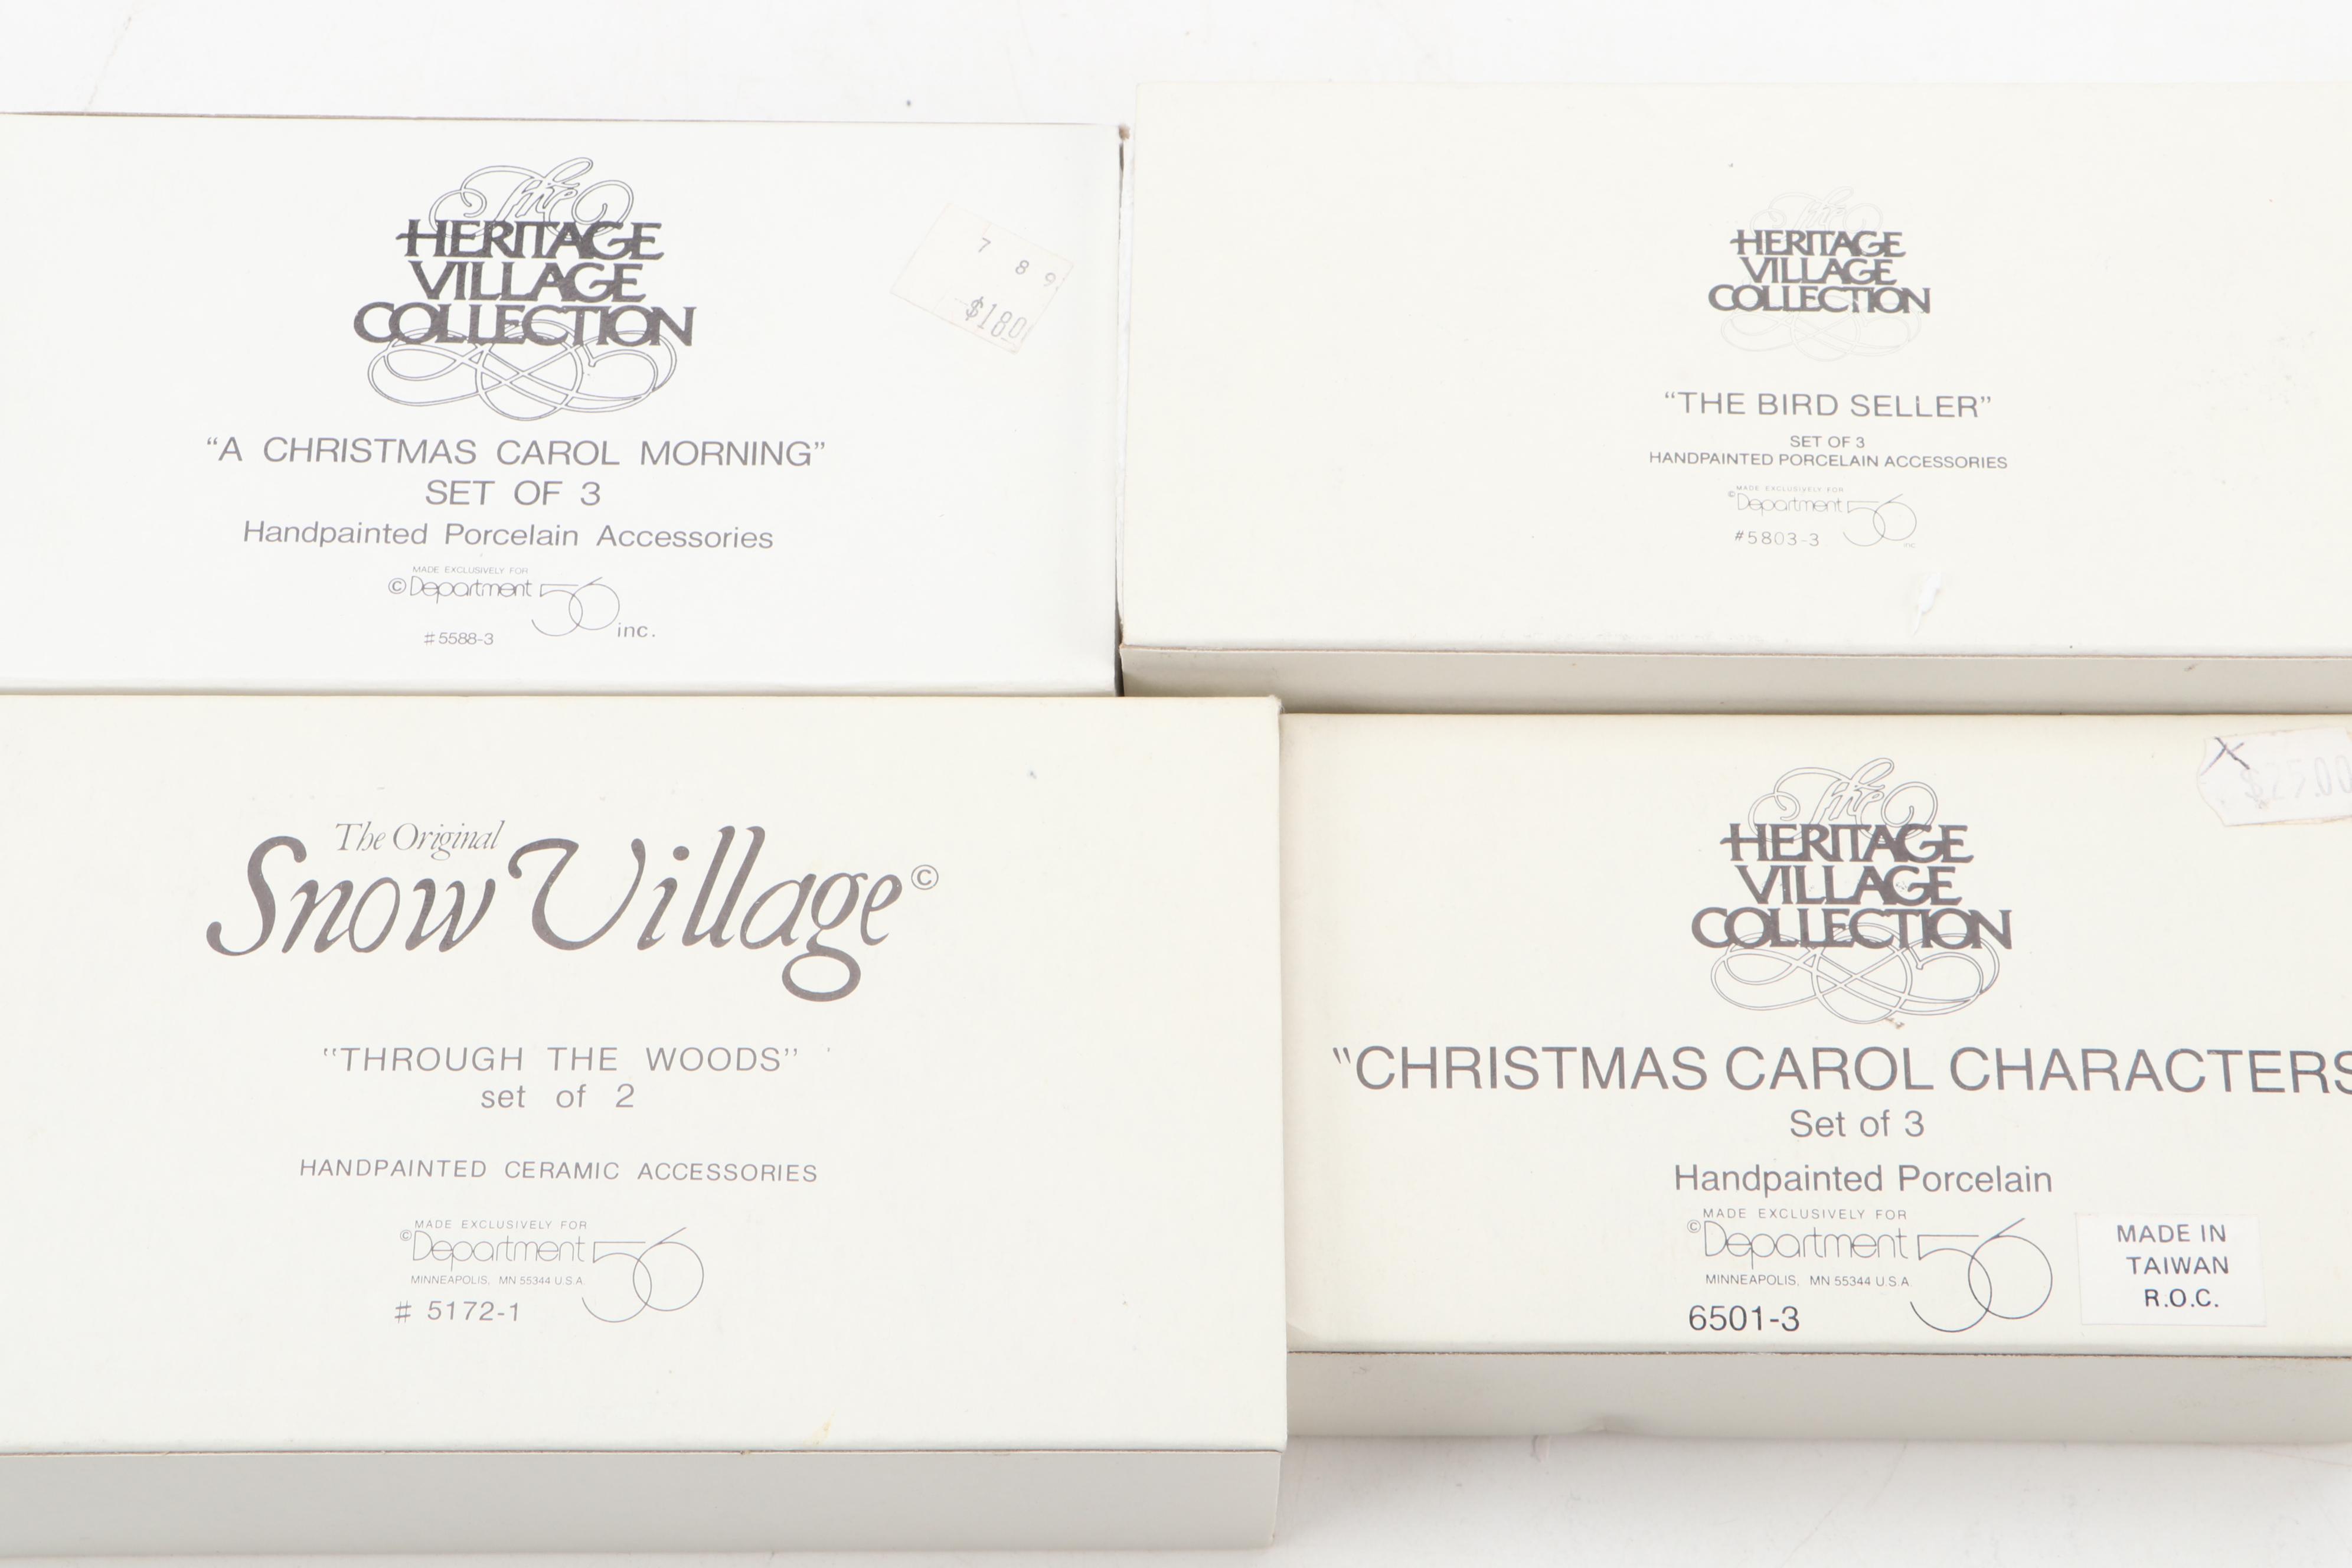 The
HERITAGE
VILLAGE
COLLECTION
“A CHRISTMAS CAROL MORNING”
SET OF 3
Handpainted Porcelain Accessories
MADE EXCLUSIVELY FOR
©Department 56 inc.
#5588-3
7 8 9
$180
The
HERITAGE
VILLAGE
COLLECTION
“THE BIRD SELLER”
SET OF 3
HANDPAINTED PORCELAIN ACCESSORIES
MADE EXCLUSIVELY FOR
©Department 56 inc.
#5803-3
The Original
Snow Village©
“THROUGH THE WOODS”
set of 2
HANDPAINTED CERAMIC ACCESSORIES
MADE EXCLUSIVELY FOR
©Department 56
MINNEAPOLIS, MN 55344 U.S.A.
# 5172-1
X
The
HERITAGE
VILLAGE
COLLECTION
“CHRISTMAS CAROL CHARACTERS
Set of 3
Handpainted Porcelain
MADE EXCLUSIVELY FOR
©Department 56
MINNEAPOLIS, MN 55344 U.S.A.
6501-3
MADE IN
TAIWAN
R.O.C.